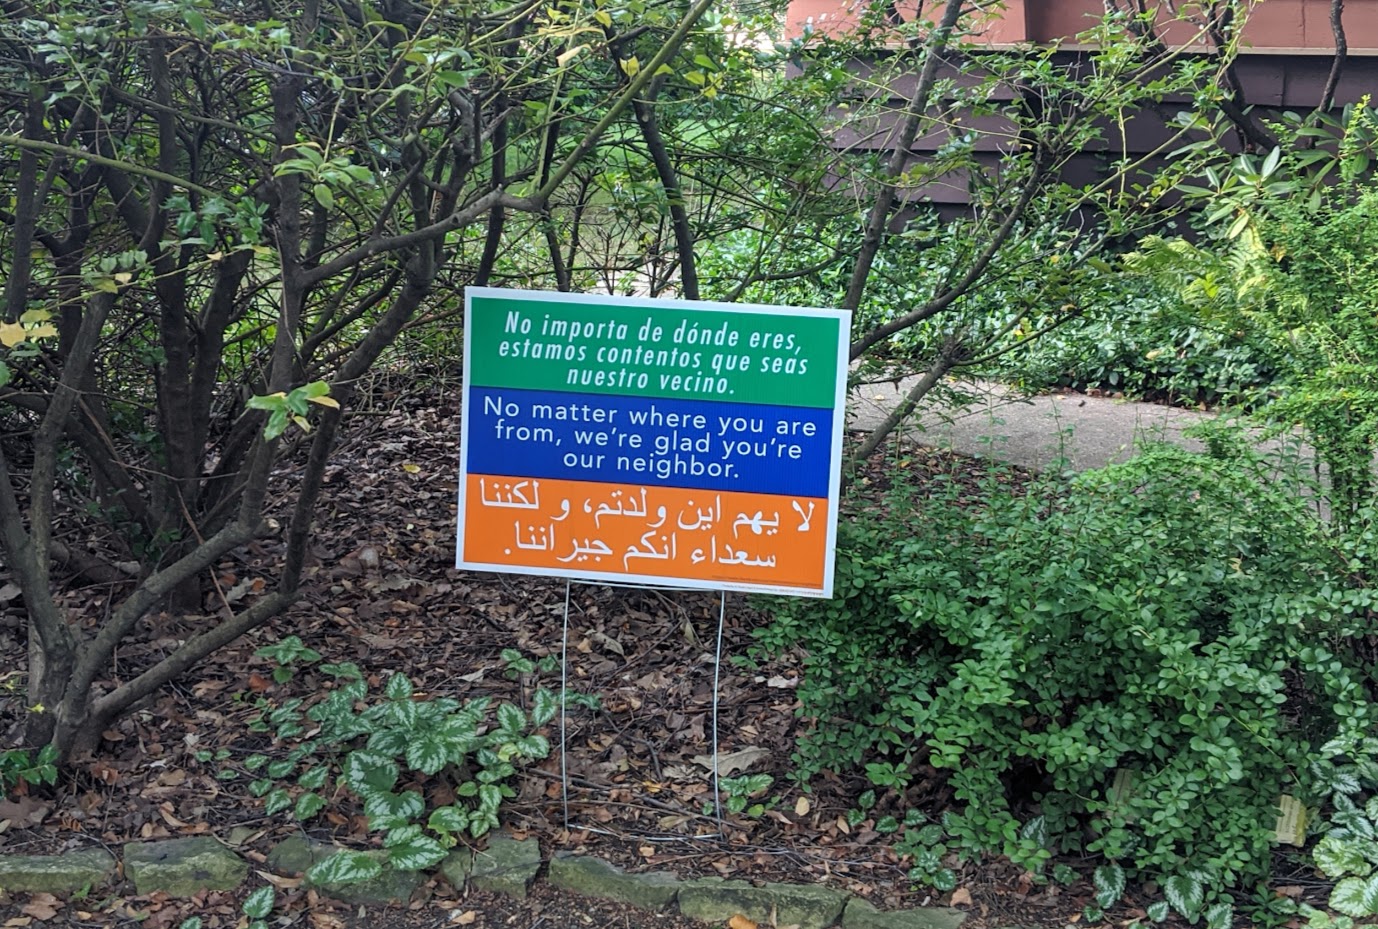 No importa de dónde eres,
estamos contentos que seas
nuestro vecino.
No matter where you are
from, we're glad you're
our neighbor.
لا يهم اين ولدتم، و لكننا
سعداء انكم جيراننا.